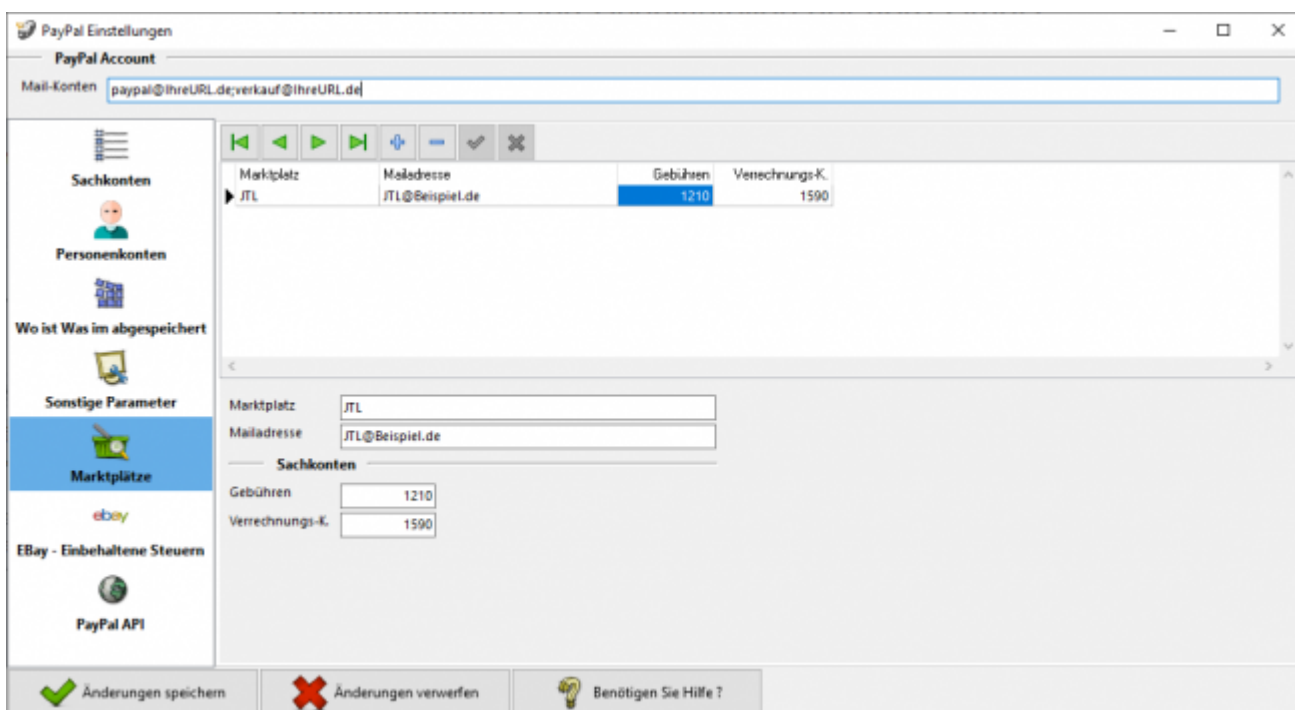 PayPal Einstellungen
PayPal Account
Mail-Konten paypal@IhreURL.de;verkauf@IhreURL.de
Sachkonten
Personenkonten
Wo ist Was im abgespeichert
Sonstige Parameter
Marktplätze
ebay
EBay - Einbehaltene Steuern
PayPal API
Marktplatz Mailadresse Gebühren Verrechnungs-K.
JTL JTL@Beispiel.de 1210 1590
Marktplatz JTL
Mailadresse JTL@Beispiel.de
Sachkonten
Gebühren 1210
Verrechnungs-K. 1590
Änderungen speichern Änderungen verwerfen Benötigen Sie Hilfe ?